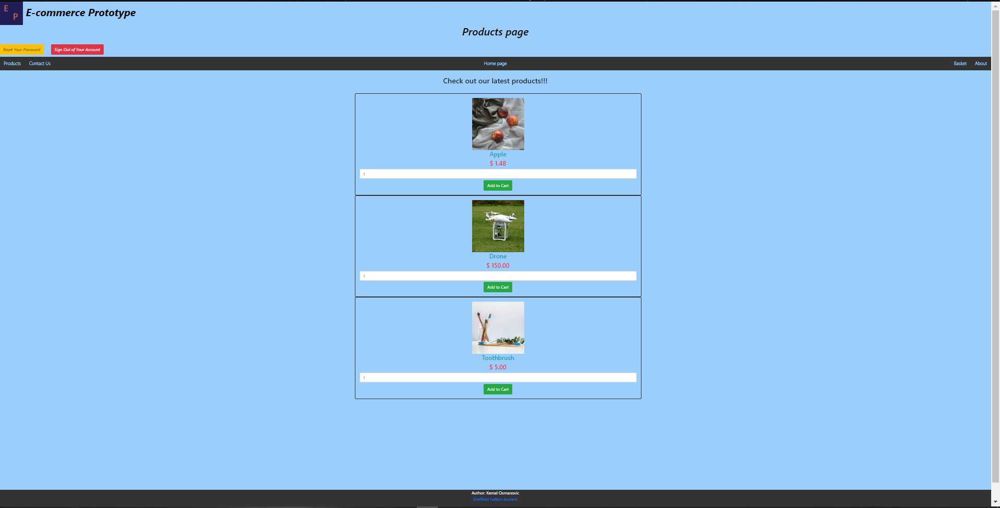 E
P
E-commerce Prototype
Products page
Reset Your Password Sign Out of Your Account
Products Contact Us Home page Basket About
Check out our latest products!!!
Apple
$ 1.48
1
Add to Cart
Drone
$ 150.00
1
Add to Cart
Toothbrush
$ 5.00
1
Add to Cart
Author: Kemal Osmanovic
Sheffield hallam student